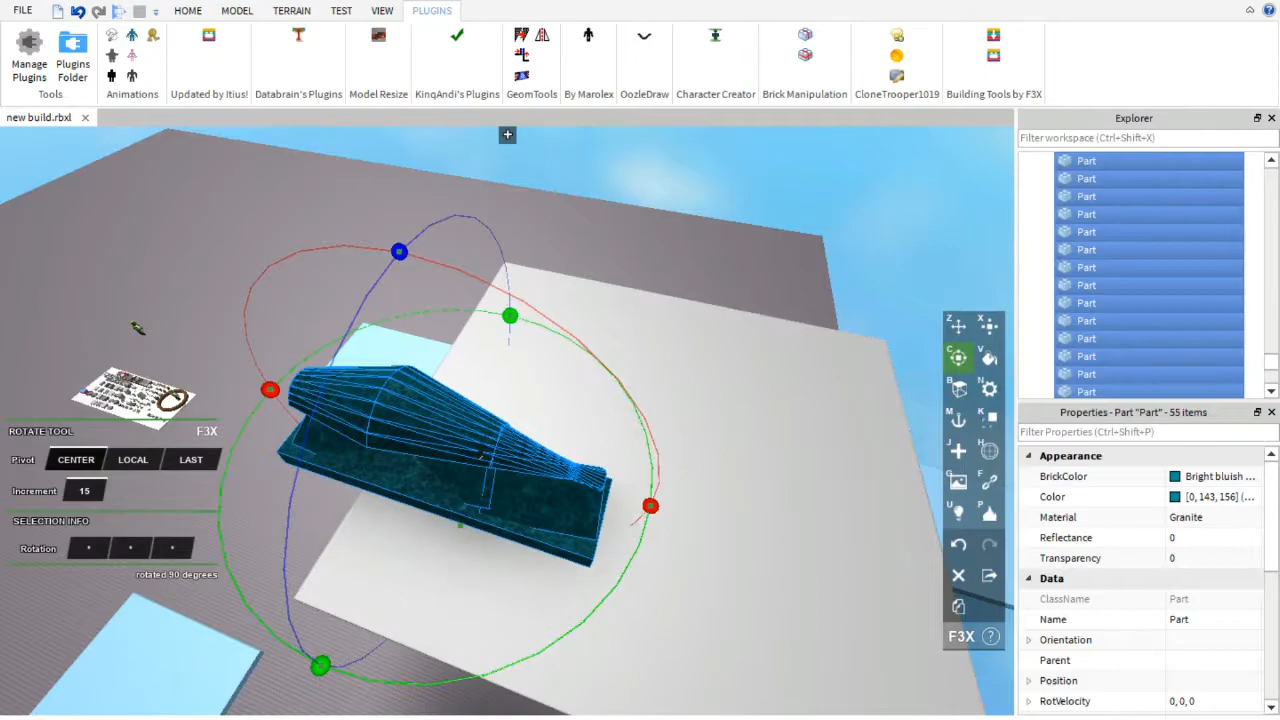 FILE HOME MODEL TERRAIN TEST VIEW PLUGINS
Manage Plugins
Plugins Folder
Tools
Animations
Updated by Itius!
Databrain's Plugins
Model Resize
KinqAndi's Plugins
GeomTools
By Marolex
OozleDraw
Character Creator
Brick Manipulation
CloneTrooper1019
Building Tools by F3X
new build.rbxl
Explorer
Filter workspace (Ctrl+Shift+X)
Part
Part
Part
Part
Part
Part
Part
Part
Part
Part
Part
Part
Part
Part
Properties - Part "Part" - 55 items
Filter Properties (Ctrl+Shift+P)
Appearance
BrickColor Bright bluish ...
Color [0, 143, 156] (...
Material Granite
Reflectance 0
Transparency 0
Data
ClassName Part
Name Part
Orientation
Parent
Position
RotVelocity 0,0,0
ROTATE TOOL F3X
Pivot CENTER LOCAL LAST
Increment 15
SELECTION INFO
Rotation
rotated 90 degrees
Z X
C V
B N
M K
J H
G F
U P
F3X ?